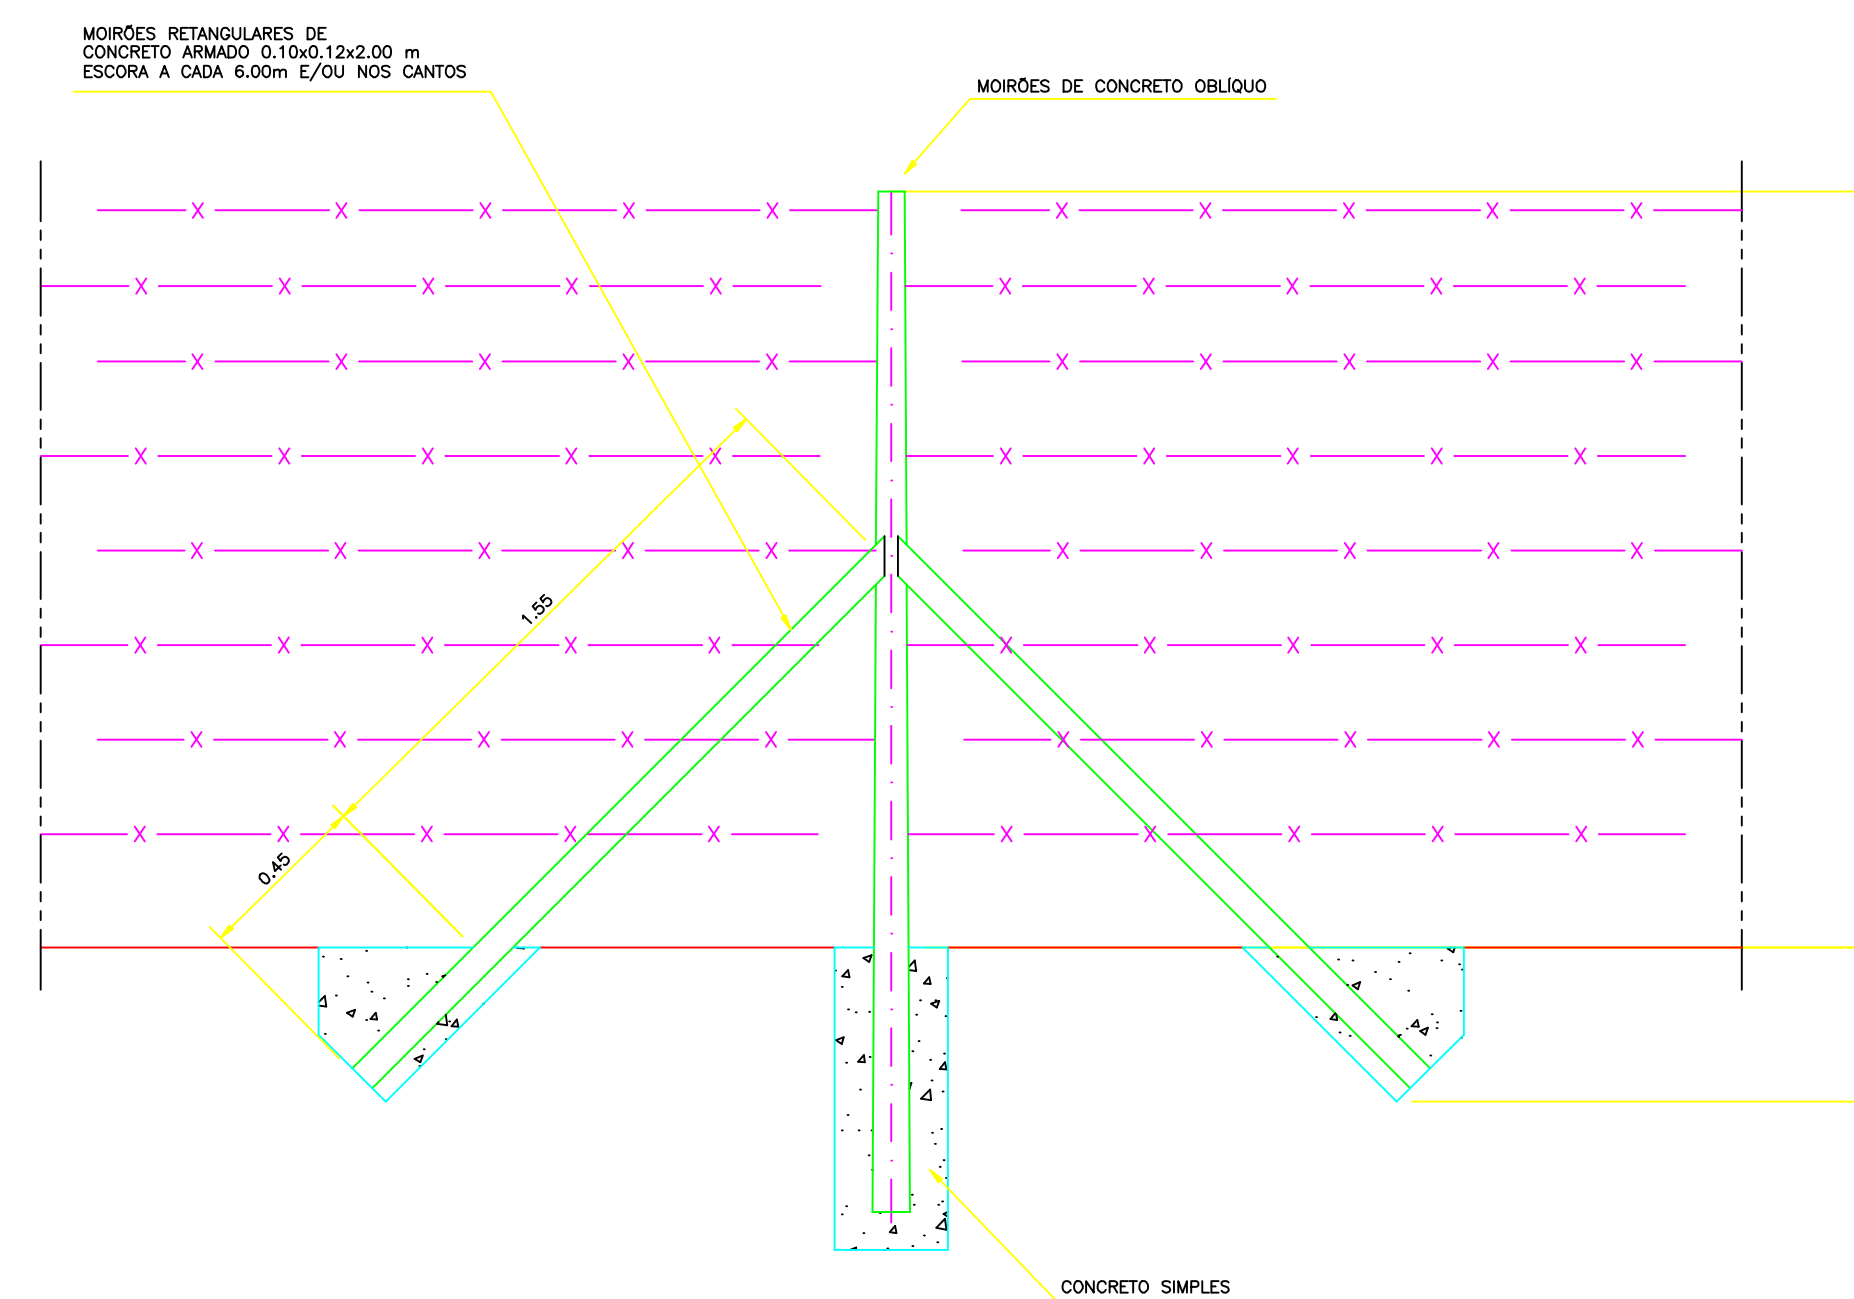 MOIRÕES RETANGULARES DE
CONCRETO ARMADO 0.10x0.12x2.00 m
ESCORA A CADA 6.00m E/OU NOS CANTOS
MOIRÕES DE CONCRETO OBLÍQUO
1.55
0.45
CONCRETO SIMPLES